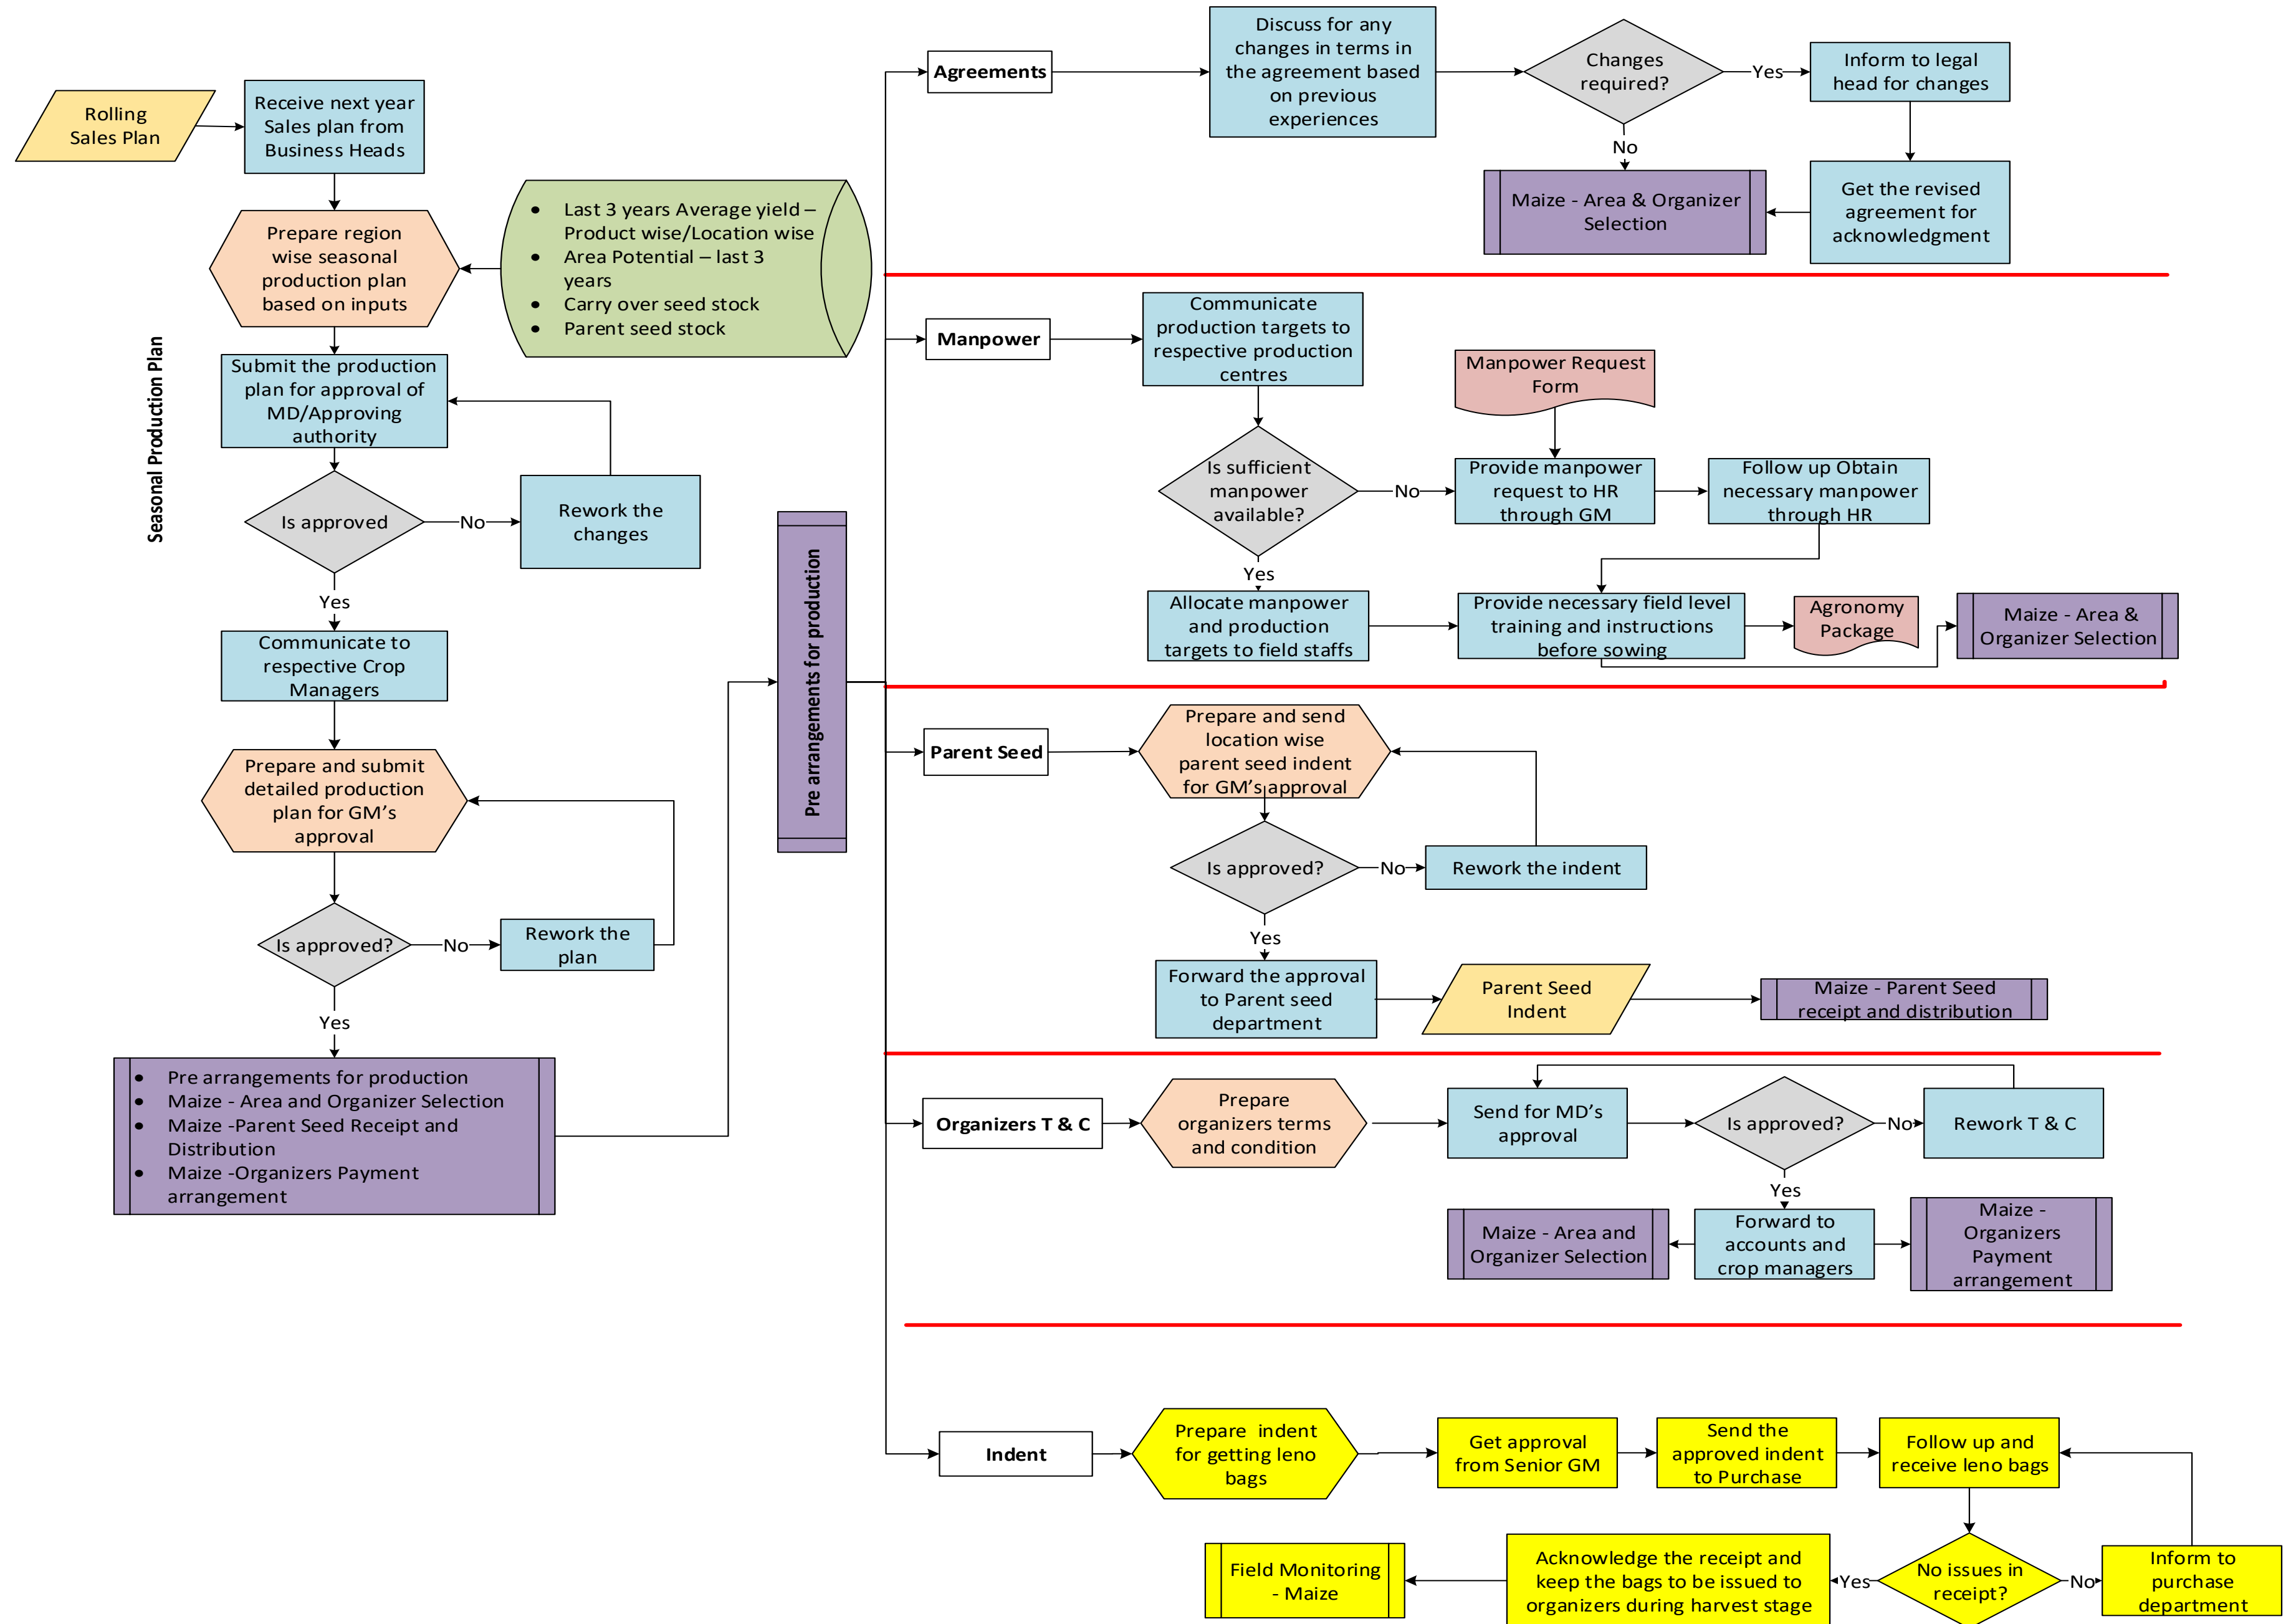 Rolling
Sales Plan
Receive next year
Sales plan from
Business Heads
Prepare region
wise seasonal
production plan
based on inputs
• Last 3 years Average yield –
Product wise/Location wise
• Area Potential – last 3
years
• Carry over seed stock
• Parent seed stock
Seasonal Production Plan
Submit the production
plan for approval of
MD/Approving
authority
Is approved
No
Rework the
changes
Yes
Communicate to
respective Crop
Managers
Prepare and submit
detailed production
plan for GM’s
approval
Is approved?
No
Rework the
plan
Yes
• Pre arrangements for production
• Maize - Area and Organizer Selection
• Maize -Parent Seed Receipt and
Distribution
• Maize -Organizers Payment
arrangement
Pre arrangements for production
Agreements
Discuss for any
changes in terms in
the agreement based
on previous
experiences
Changes
required?
Yes
Inform to legal
head for changes
No
Maize - Area & Organizer
Selection
Get the revised
agreement for
acknowledgment
Manpower
Communicate
production targets to
respective production
centres
Manpower Request
Form
Is sufficient
manpower
available?
No
Provide manpower
request to HR
through GM
Follow up Obtain
necessary manpower
through HR
Yes
Allocate manpower
and production
targets to field staffs
Provide necessary field level
training and instructions
before sowing
Agronomy
Package
Maize - Area &
Organizer Selection
Parent Seed
Prepare and send
location wise
parent seed indent
for GM’s approval
Is approved?
No
Rework the indent
Yes
Forward the approval
to Parent seed
department
Parent Seed
Indent
Maize - Parent Seed
receipt and distribution
Organizers T & C
Prepare
organizers terms
and condition
Send for MD’s
approval
Is approved?
No
Rework T & C
Yes
Maize - Area and
Organizer Selection
Forward to
accounts and
crop managers
Maize -
Organizers
Payment
arrangement
Indent
Prepare indent
for getting leno
bags
Get approval
from Senior GM
Send the
approved indent
to Purchase
Follow up and
receive leno bags
Field Monitoring
- Maize
Acknowledge the receipt and
keep the bags to be issued to
organizers during harvest stage
Yes
No issues in
receipt?
No
Inform to
purchase
department